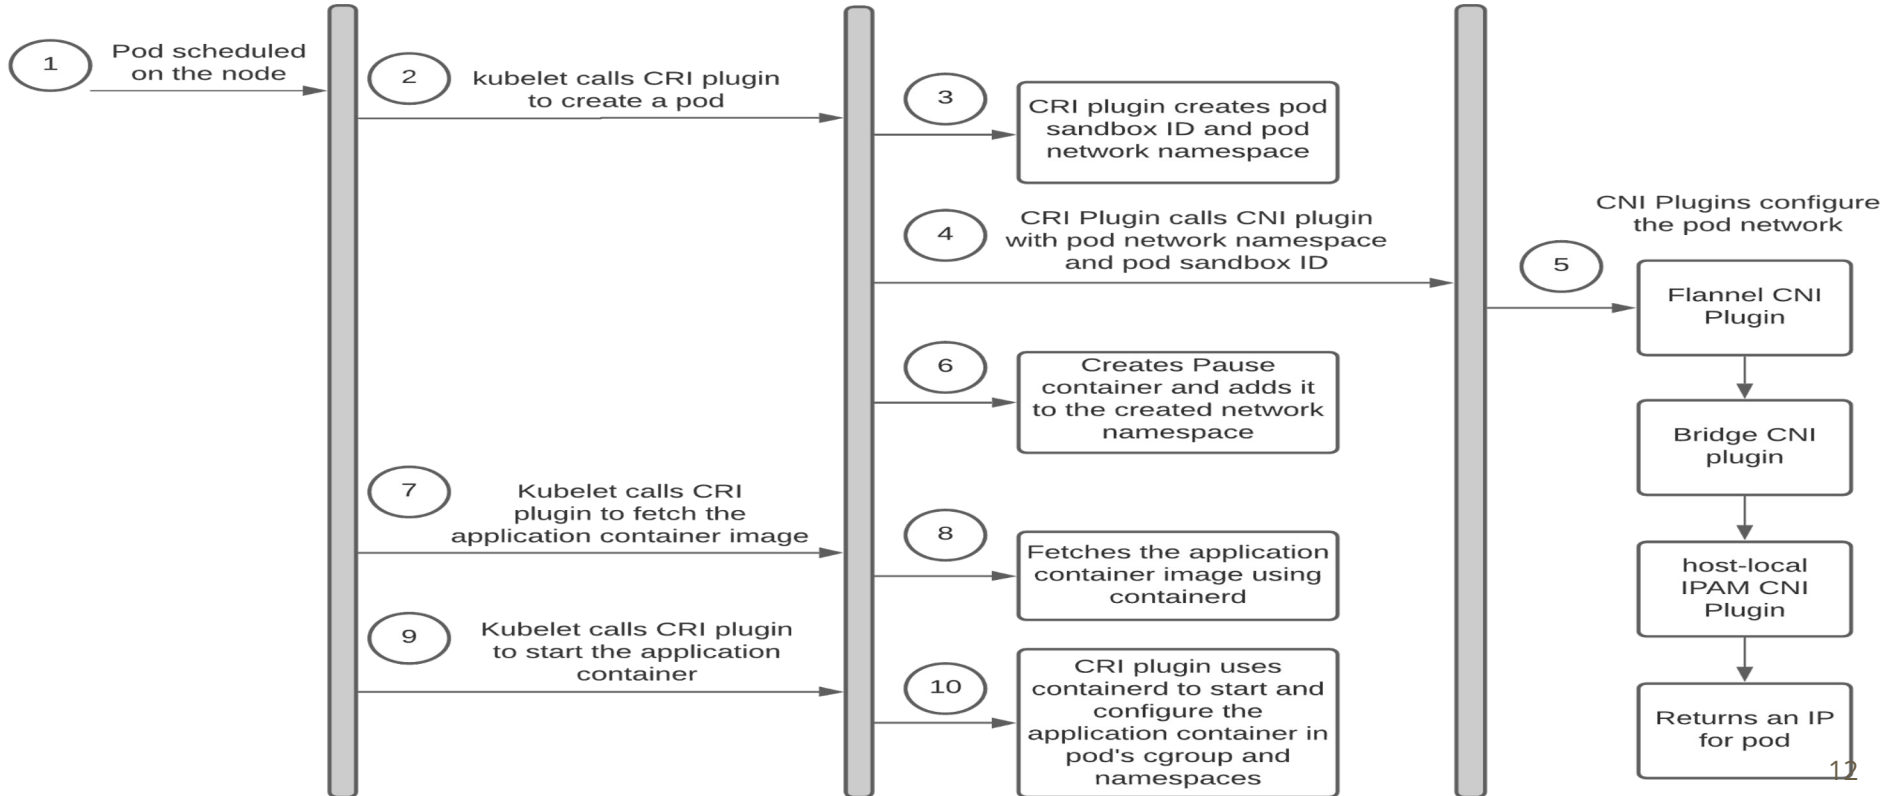 1
Pod scheduled
on the node
2
kubelet calls CRI plugin
to create a pod
3
CRI plugin creates pod
sandbox ID and pod
network namespace
4
CRI Plugin calls CNI plugin
with pod network namespace
and pod sandbox ID
CNI Plugins configure
the pod network
5
Flannel CNI
Plugin
Bridge CNI
plugin
host-local
IPAM CNI
Plugin
Returns an IP
for pod
6
Creates Pause
container and adds it
to the created network
namespace
7
Kubelet calls CRI
plugin to fetch the
application container image
8
Fetches the application
container image using
containerd
9
Kubelet calls CRI plugin
to start the application
container
10
CRI plugin uses
containerd to start and
configure the
application container in
pod's cgroup and
namespaces
12